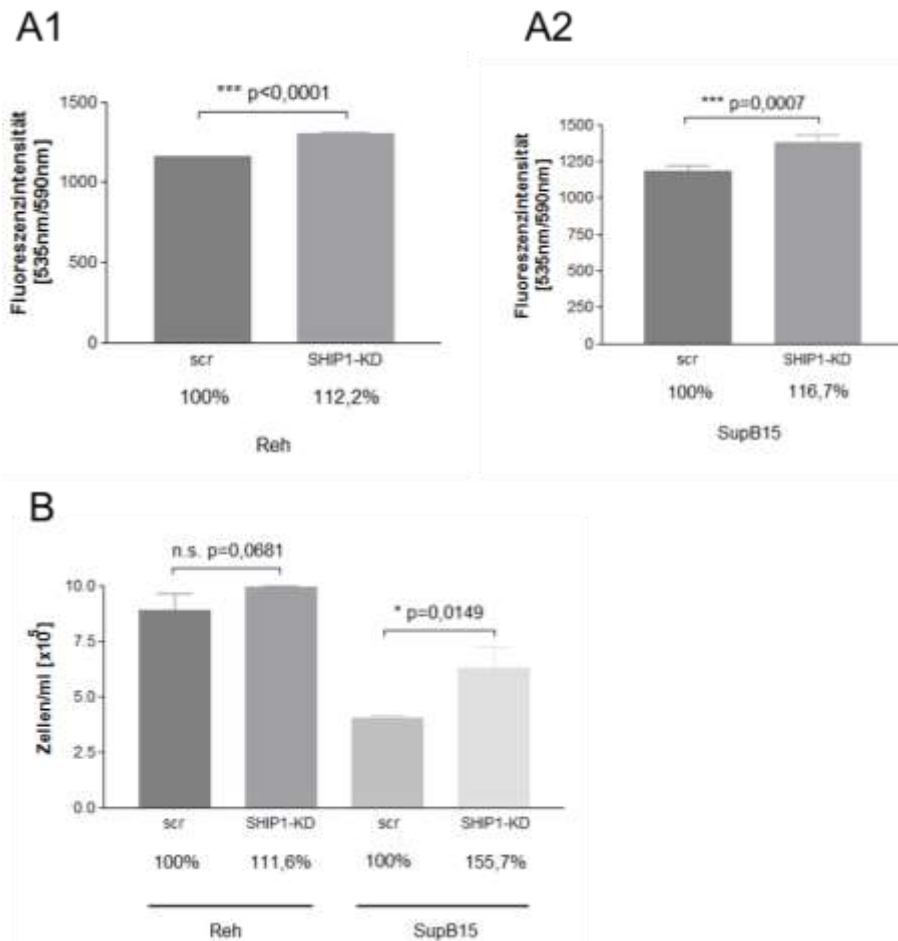 A1
*** p<0,0001
Fluoreszenzintensität
[535nm/590nm]
1500
1000
500
0
scr
SHIP1-KD
100%
112,2%
Reh
A2
*** p=0,0007
Fluoreszenzintensität
[535nm/590nm]
1500
1250
1000
750
500
250
0
scr
SHIP1-KD
100%
116,7%
SupB15
B
n.s. p=0,0681
* p=0,0149
Zellen/ml [x10⁵]
10.0
7.5
5.0
2.5
0.0
scr
SHIP1-KD
scr
SHIP1-KD
100%
111,6%
100%
155,7%
Reh
SupB15